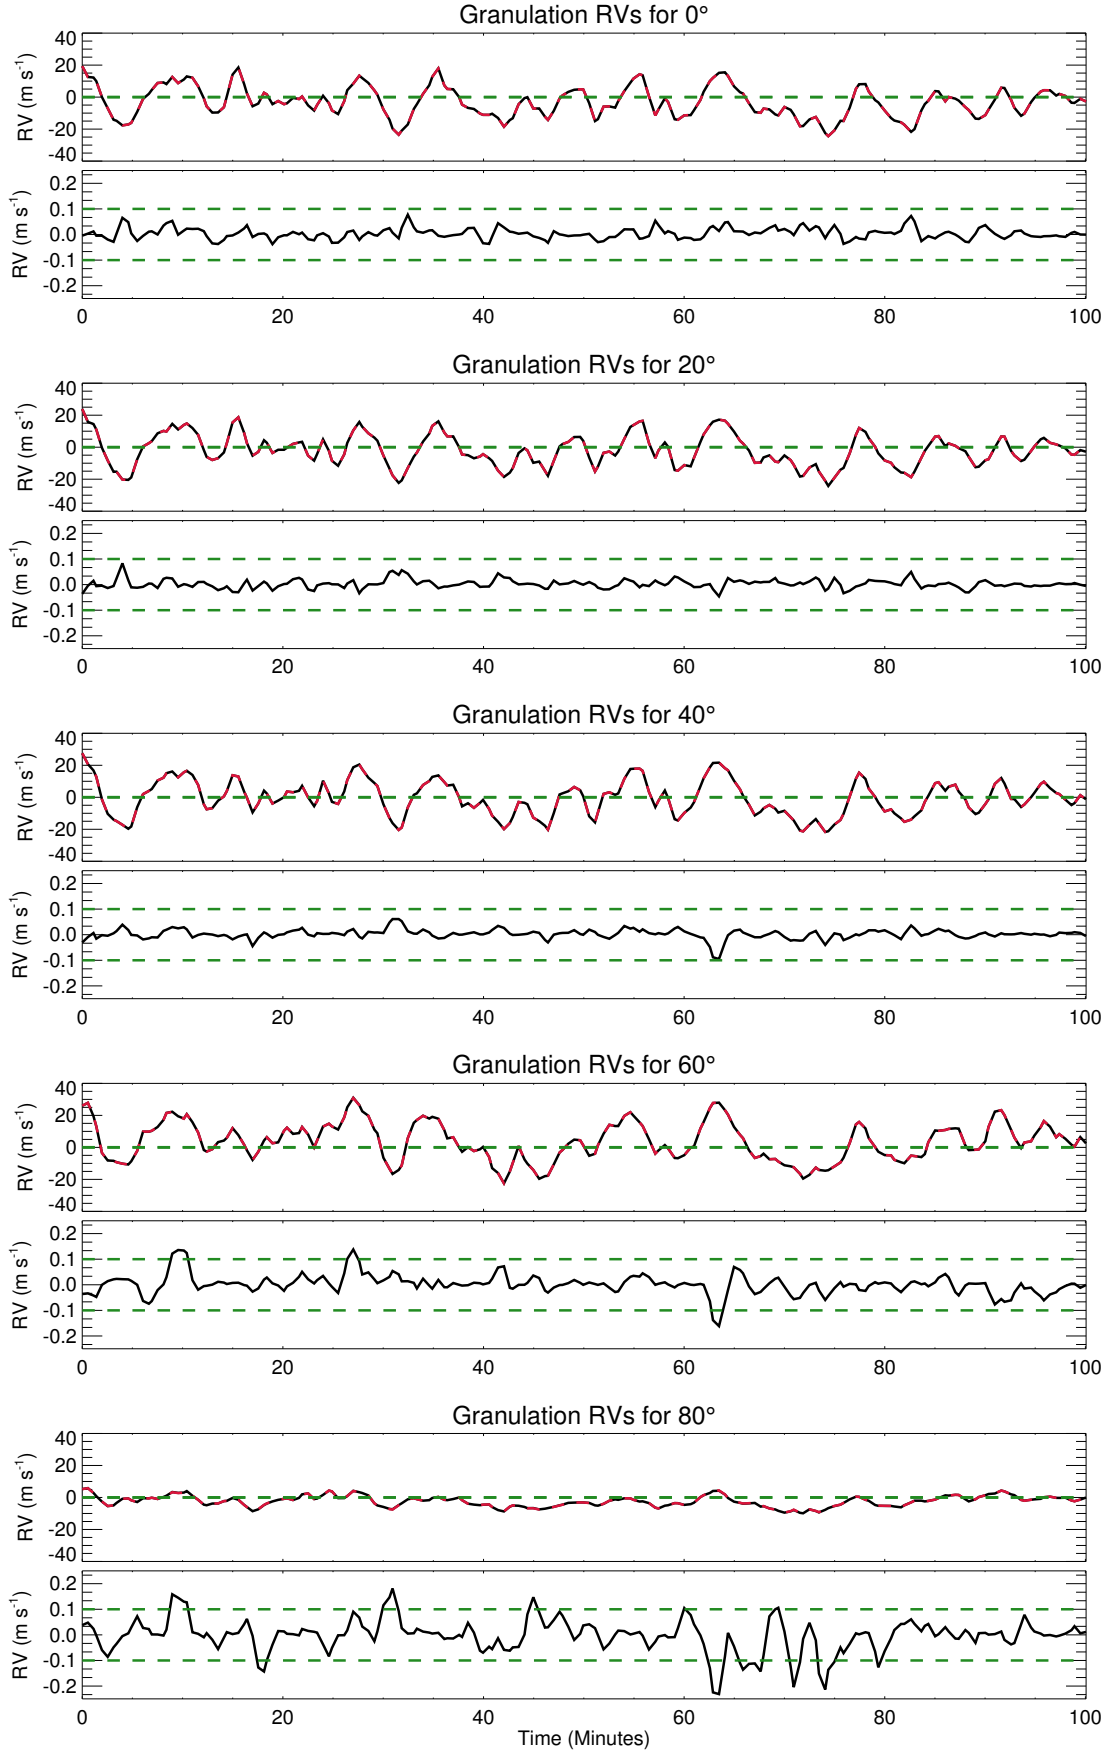 Granulation RVs for 0°
40
20
0
-20
-40
RV (m s-1)
0.2
0.1
0.0
-0.1
-0.2
RV (m s-1)
0 20 40 60 80 100
Granulation RVs for 20°
40
20
0
-20
-40
RV (m s-1)
0.2
0.1
0.0
-0.1
-0.2
RV (m s-1)
0 20 40 60 80 100
Granulation RVs for 40°
40
20
0
-20
-40
RV (m s-1)
0.2
0.1
0.0
-0.1
-0.2
RV (m s-1)
0 20 40 60 80 100
Granulation RVs for 60°
40
20
0
-20
-40
RV (m s-1)
0.2
0.1
0.0
-0.1
-0.2
RV (m s-1)
0 20 40 60 80 100
Granulation RVs for 80°
40
20
0
-20
-40
RV (m s-1)
0.2
0.1
0.0
-0.1
-0.2
RV (m s-1)
0 20 40 60 80 100
Time (Minutes)